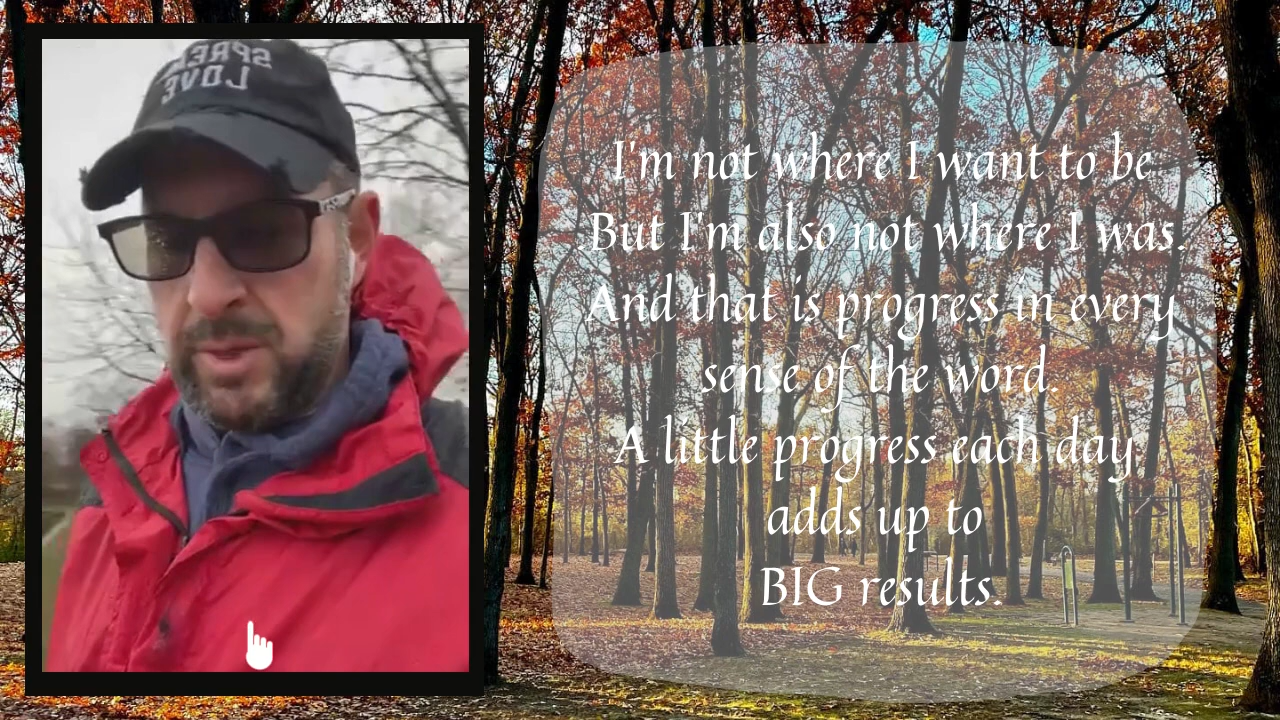 SPREAD
LOVE
I'm not where I want to be
But I'm also not where I was.
And that is progress in every
sense of the word.
A little progress each day
adds up to
BIG results.